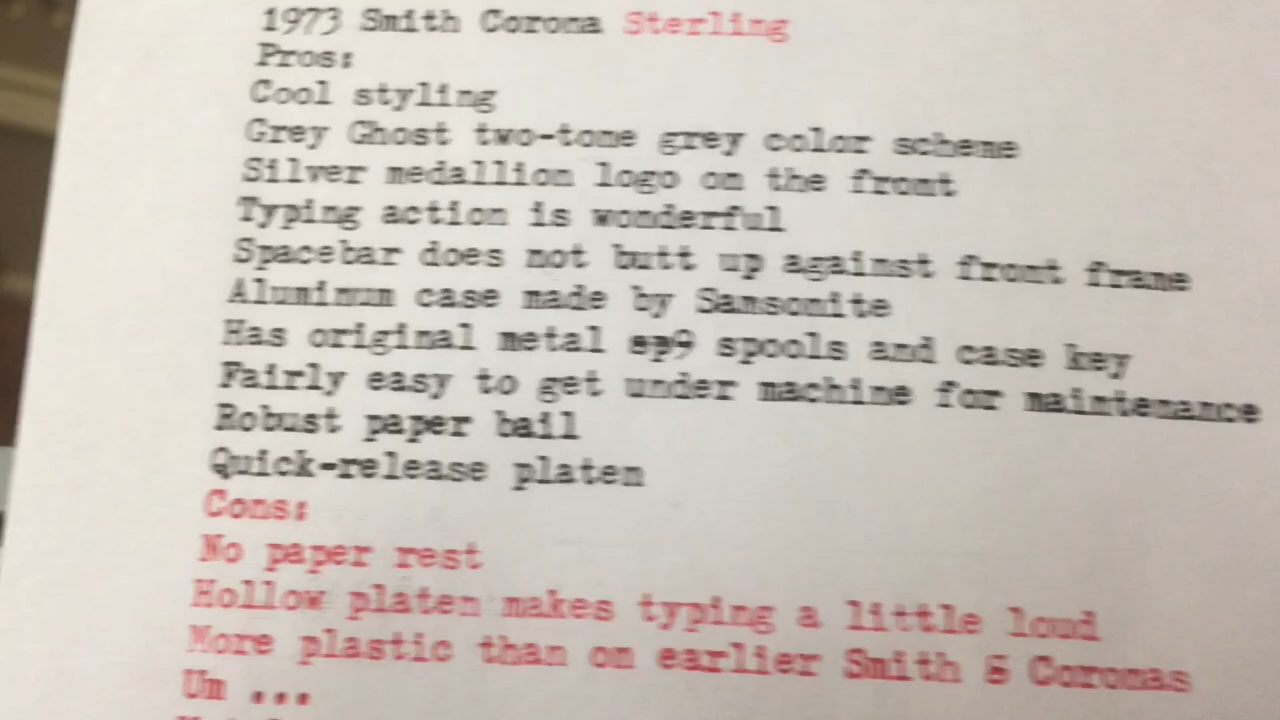 1973 Smith Corona Sterling
Pros:
Cool styling
Grey Ghost two-tone grey color scheme
Silver medallion logo on the front
Typing action is wonderful
Spacebar does not butt up against front frame
Aluminum case made by Samsonite
Has original metal sp9 spools and case key
Fairly easy to get under machine for maintenance
Robust paper bail
Quick-release platen
Cons:
No paper rest
Hollow platen makes typing a little loud
More plastic than on earlier Smith & Coronas
Um ...